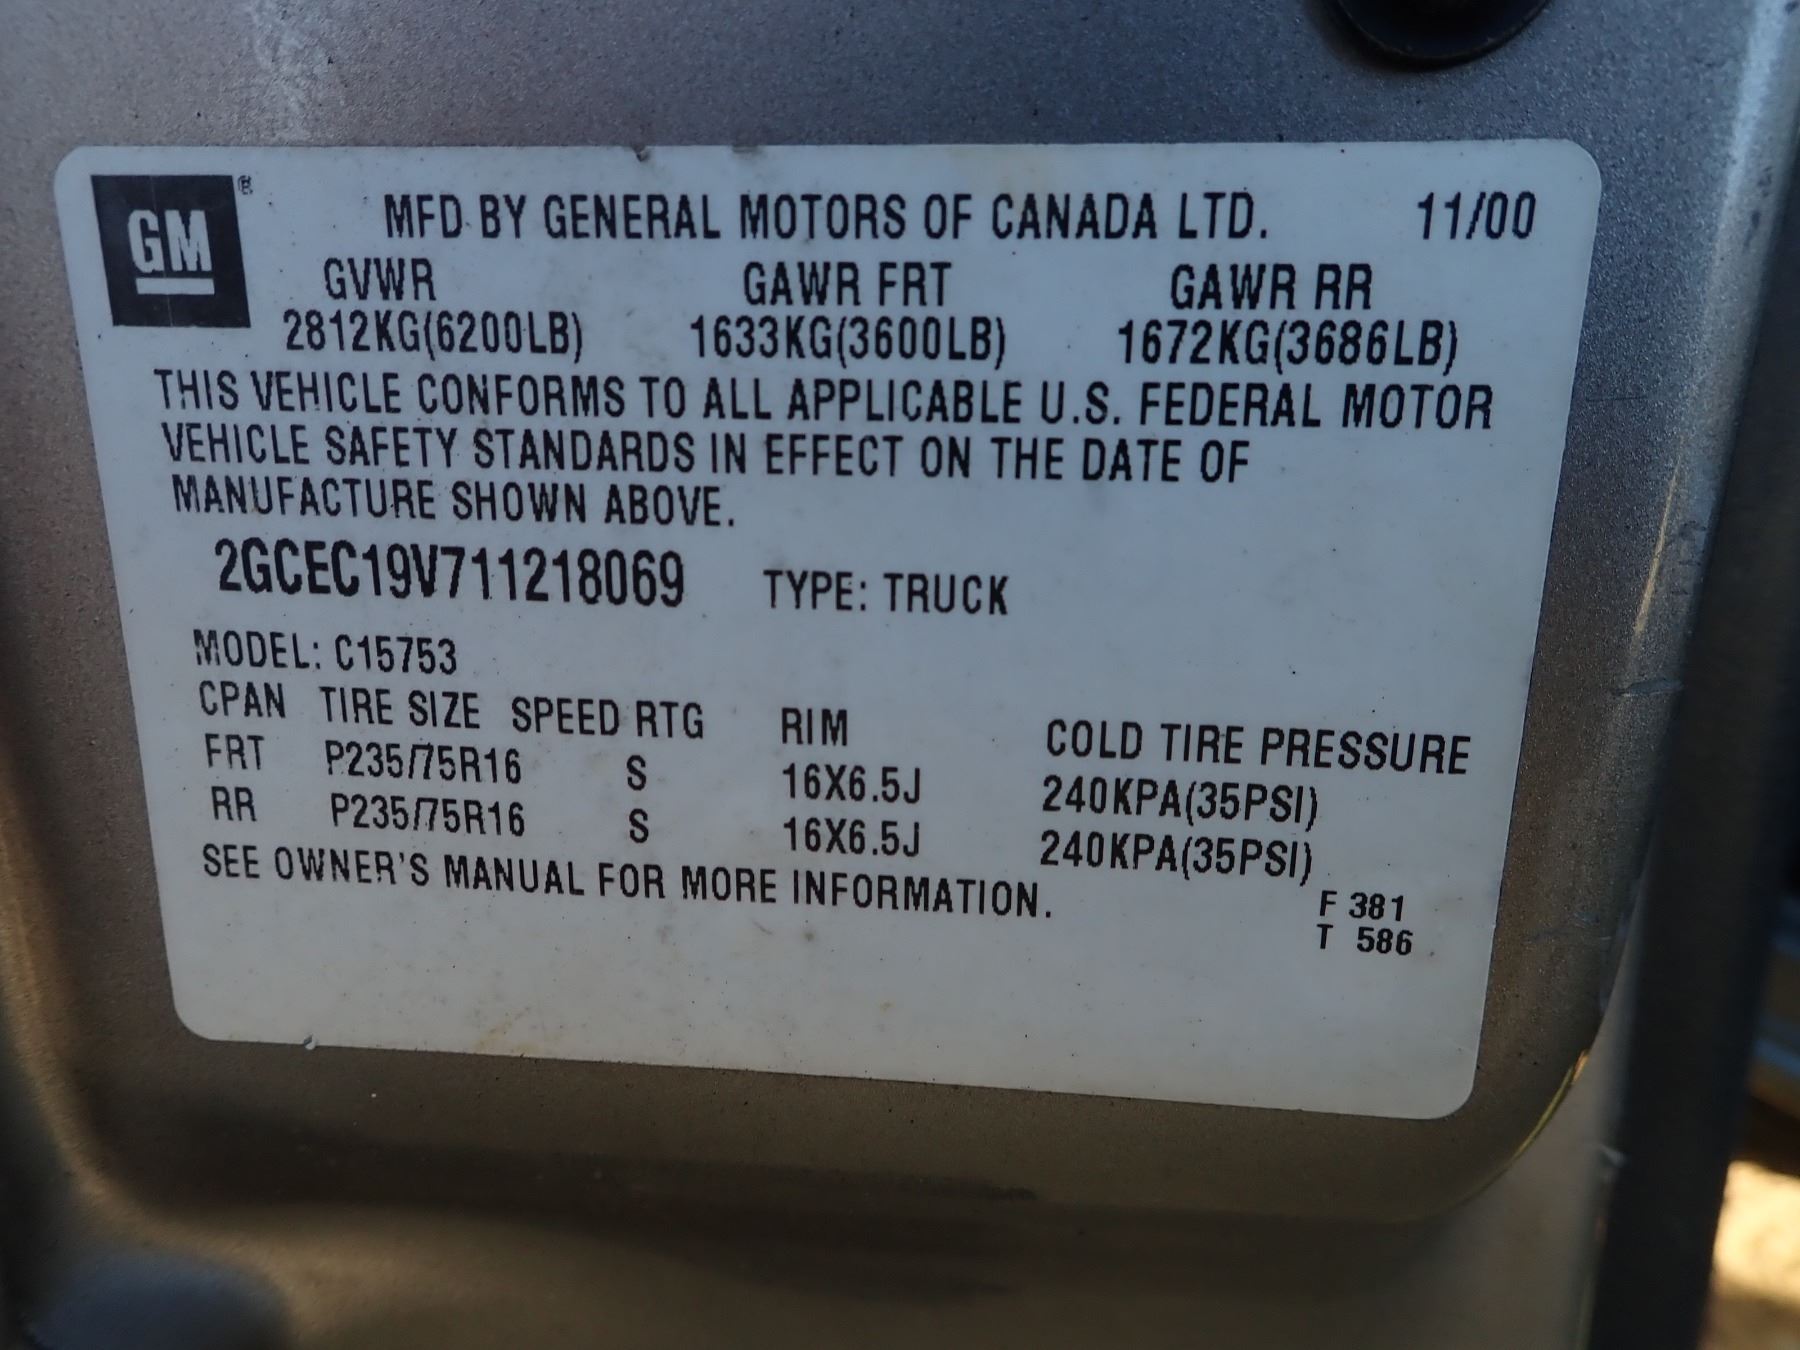 GM ®
MFD BY GENERAL MOTORS OF CANADA LTD. 11/00
GVWR GAWR FRT GAWR RR
2812KG(6200LB) 1633KG(3600LB) 1672KG(3686LB)
THIS VEHICLE CONFORMS TO ALL APPLICABLE U.S. FEDERAL MOTOR
VEHICLE SAFETY STANDARDS IN EFFECT ON THE DATE OF
MANUFACTURE SHOWN ABOVE.
2GCEC19V711218069 TYPE: TRUCK
MODEL: C15753
CPAN TIRE SIZE SPEED RTG RIM COLD TIRE PRESSURE
FRT P235/75R16 S 16X6.5J 240KPA(35PSI)
RR P235/75R16 S 16X6.5J 240KPA(35PSI)
SEE OWNER'S MANUAL FOR MORE INFORMATION.
F 381
T 586